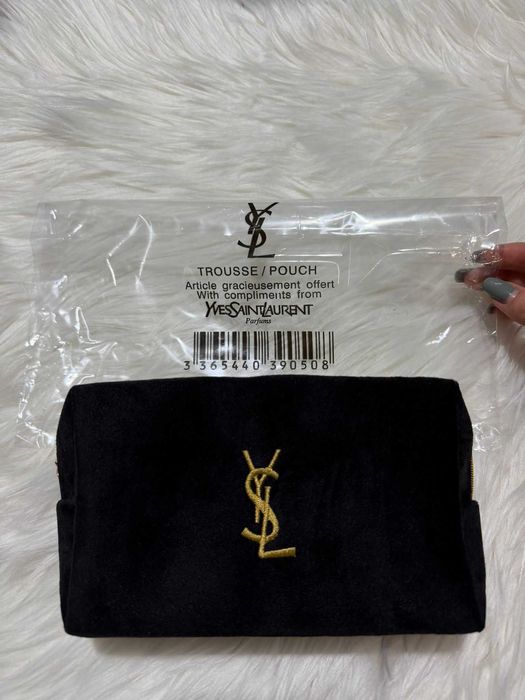 YSL
TROUSSE / POUCH
Article gracieusement offert
With compliments from
YVESSAINTLAURENT
Parfums
3 365440 390508
YSL